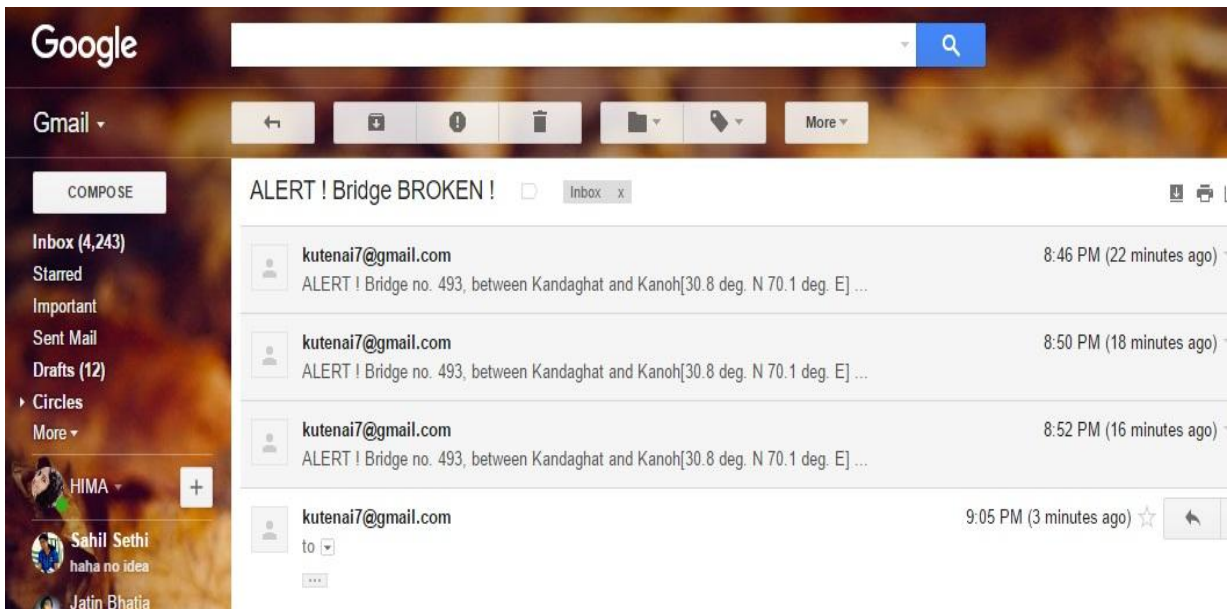 Google
Gmail
More
COMPOSE
ALERT ! Bridge BROKEN !
Inbox x
Inbox (4,243)
Starred
Important
Sent Mail
Drafts (12)
Circles
More
HIMA
+
Sahil Sethi
haha no idea
Jatin Bhatia
kutenai7@gmail.com 8:46 PM (22 minutes ago)
ALERT ! Bridge no. 493, between Kandaghat and Kanoh[30.8 deg. N 70.1 deg. E] ...
kutenai7@gmail.com 8:50 PM (18 minutes ago)
ALERT ! Bridge no. 493, between Kandaghat and Kanoh[30.8 deg. N 70.1 deg. E] ...
kutenai7@gmail.com 8:52 PM (16 minutes ago)
ALERT ! Bridge no. 493, between Kandaghat and Kanoh[30.8 deg. N 70.1 deg. E] ...
kutenai7@gmail.com 9:05 PM (3 minutes ago)
to
...